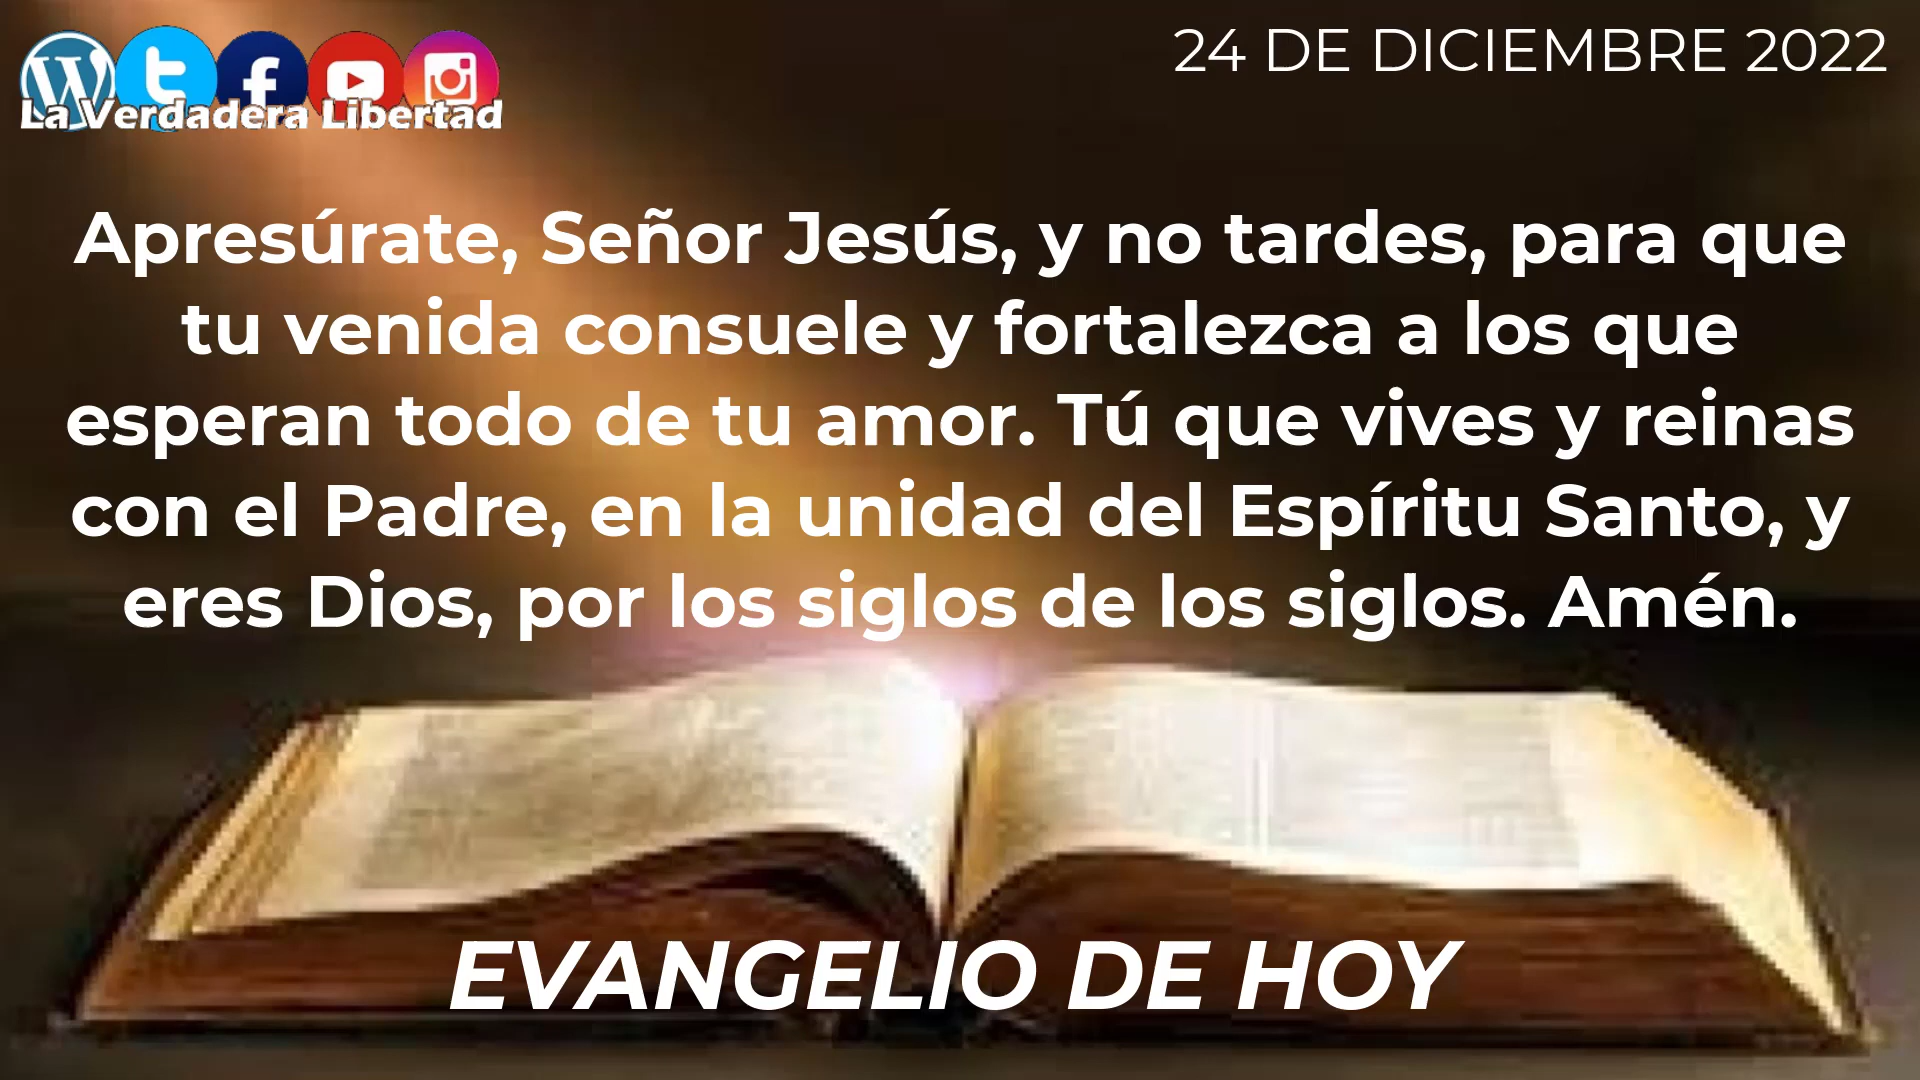 24 DE DICIEMBRE 2022
La Verdadera Libertad
Apresúrate, Señor Jesús, y no tardes, para que
tu venida consuele y fortalezca a los que
esperan todo de tu amor. Tú que vives y reinas
con el Padre, en la unidad del Espíritu Santo, y
eres Dios, por los siglos de los siglos. Amén.
EVANGELIO DE HOY